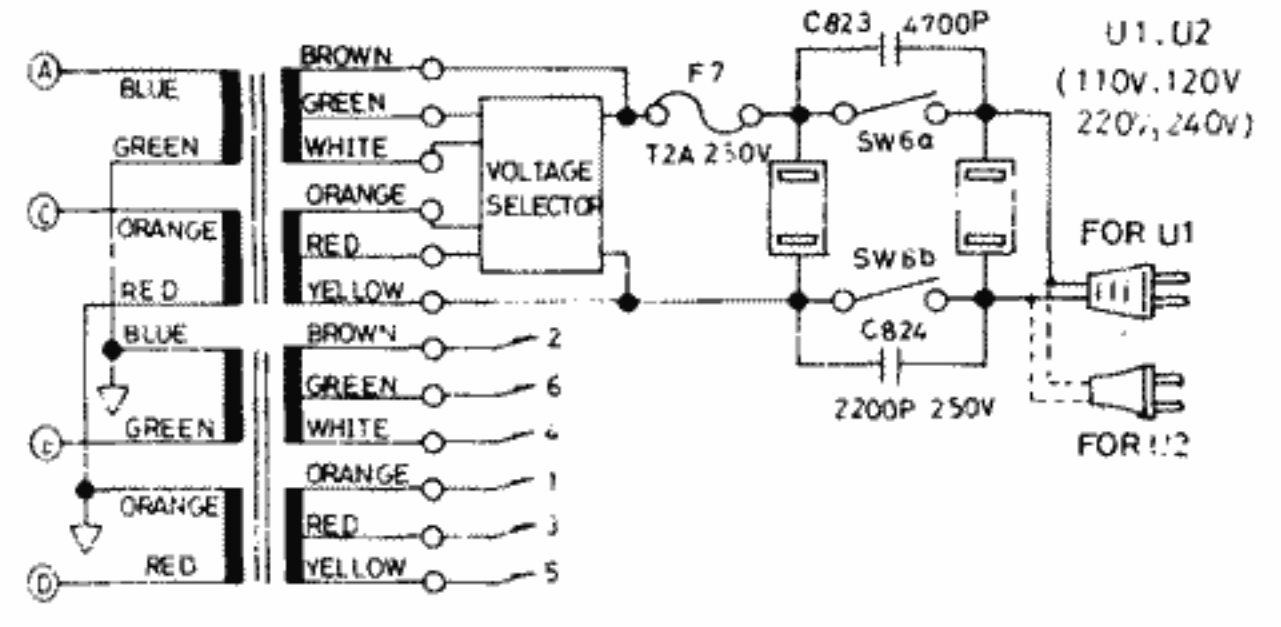 C823 4700P
U1.U2
(110V.120V
220V,240V)
A
BLUE
GREEN
C
ORANGE
RED
BLUE
GREEN
ORANGE
RED
D
BROWN
GREEN
WHITE
ORANGE
RED
YELLOW
BROWN
2
GREEN
6
WHITE
4
ORANGE
1
RED
3
YELLOW
5
VOLTAGE
SELECTOR
F7
T2A 250V
SW6a
SW6b
C824
2200P 250V
FOR U1
FOR U2